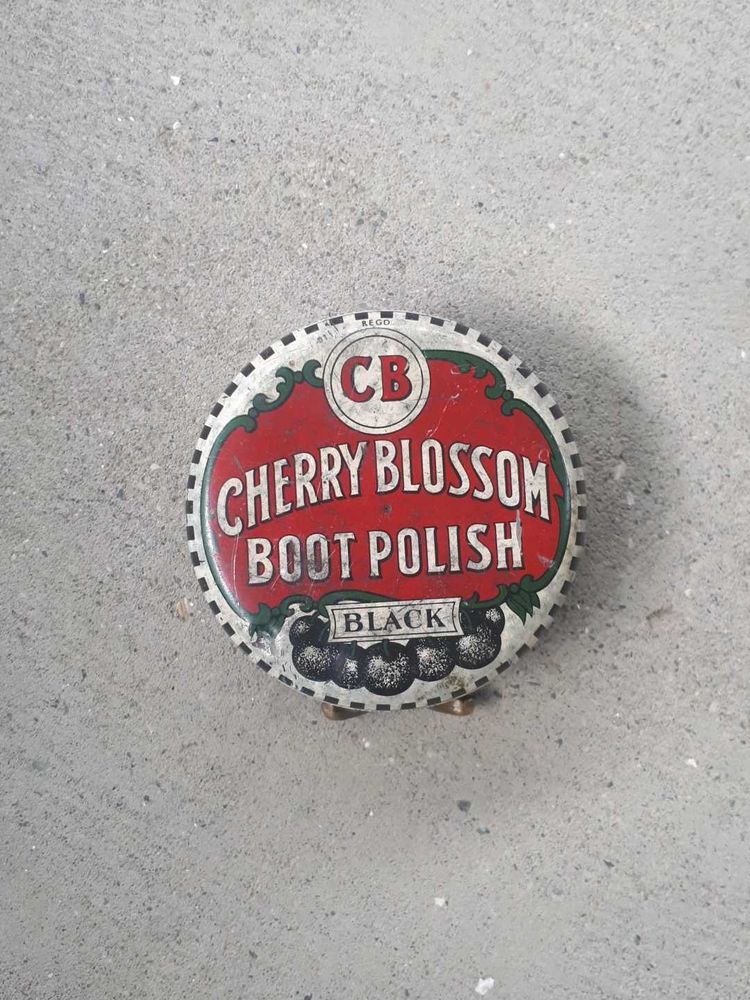 REGD
CB
CHERRY BLOSSOM
BOOT POLISH
BLACK